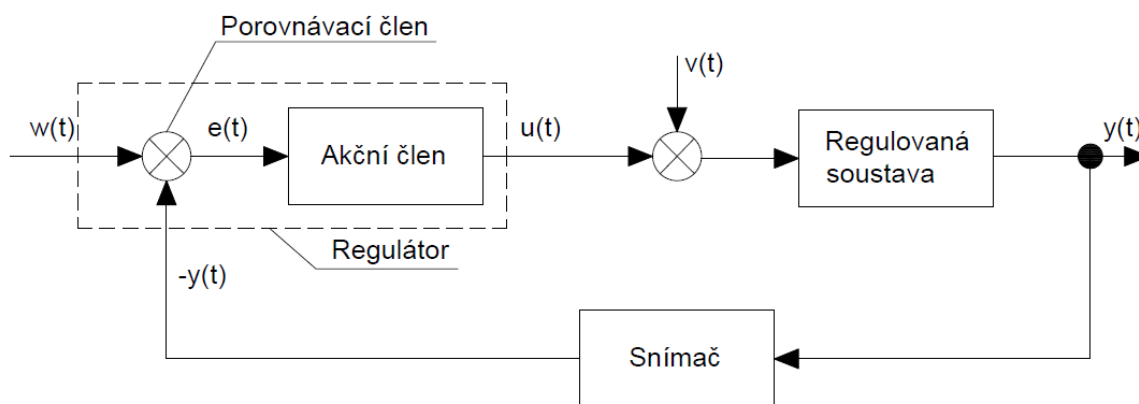 Porovnávací člen
v(t)
w(t)
e(t)
u(t)
y(t)
Akční člen
Regulovaná
soustava
Regulátor
-y(t)
Snímač